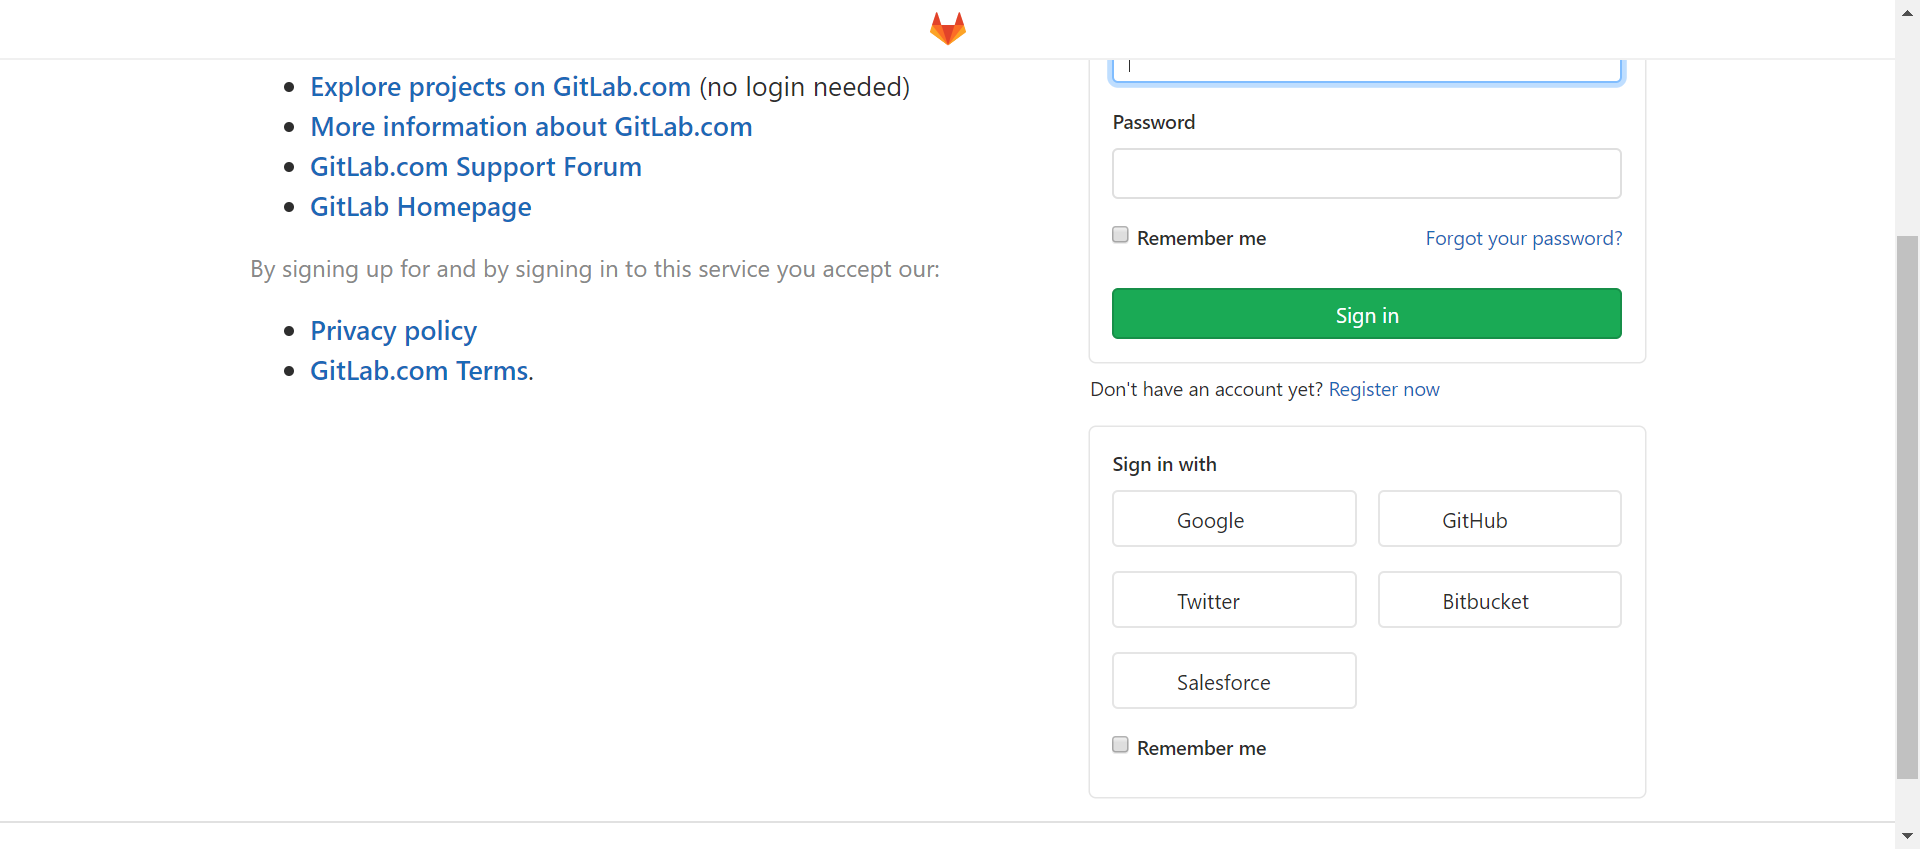 Explore projects on GitLab.com (no login needed)
More information about GitLab.com
GitLab.com Support Forum
GitLab Homepage
By signing up for and by signing in to this service you accept our:
Privacy policy
GitLab.com Terms.
Password
Remember me
Forgot your password?
Sign in
Don't have an account yet? Register now
Sign in with
Google
GitHub
Twitter
Bitbucket
Salesforce
Remember me